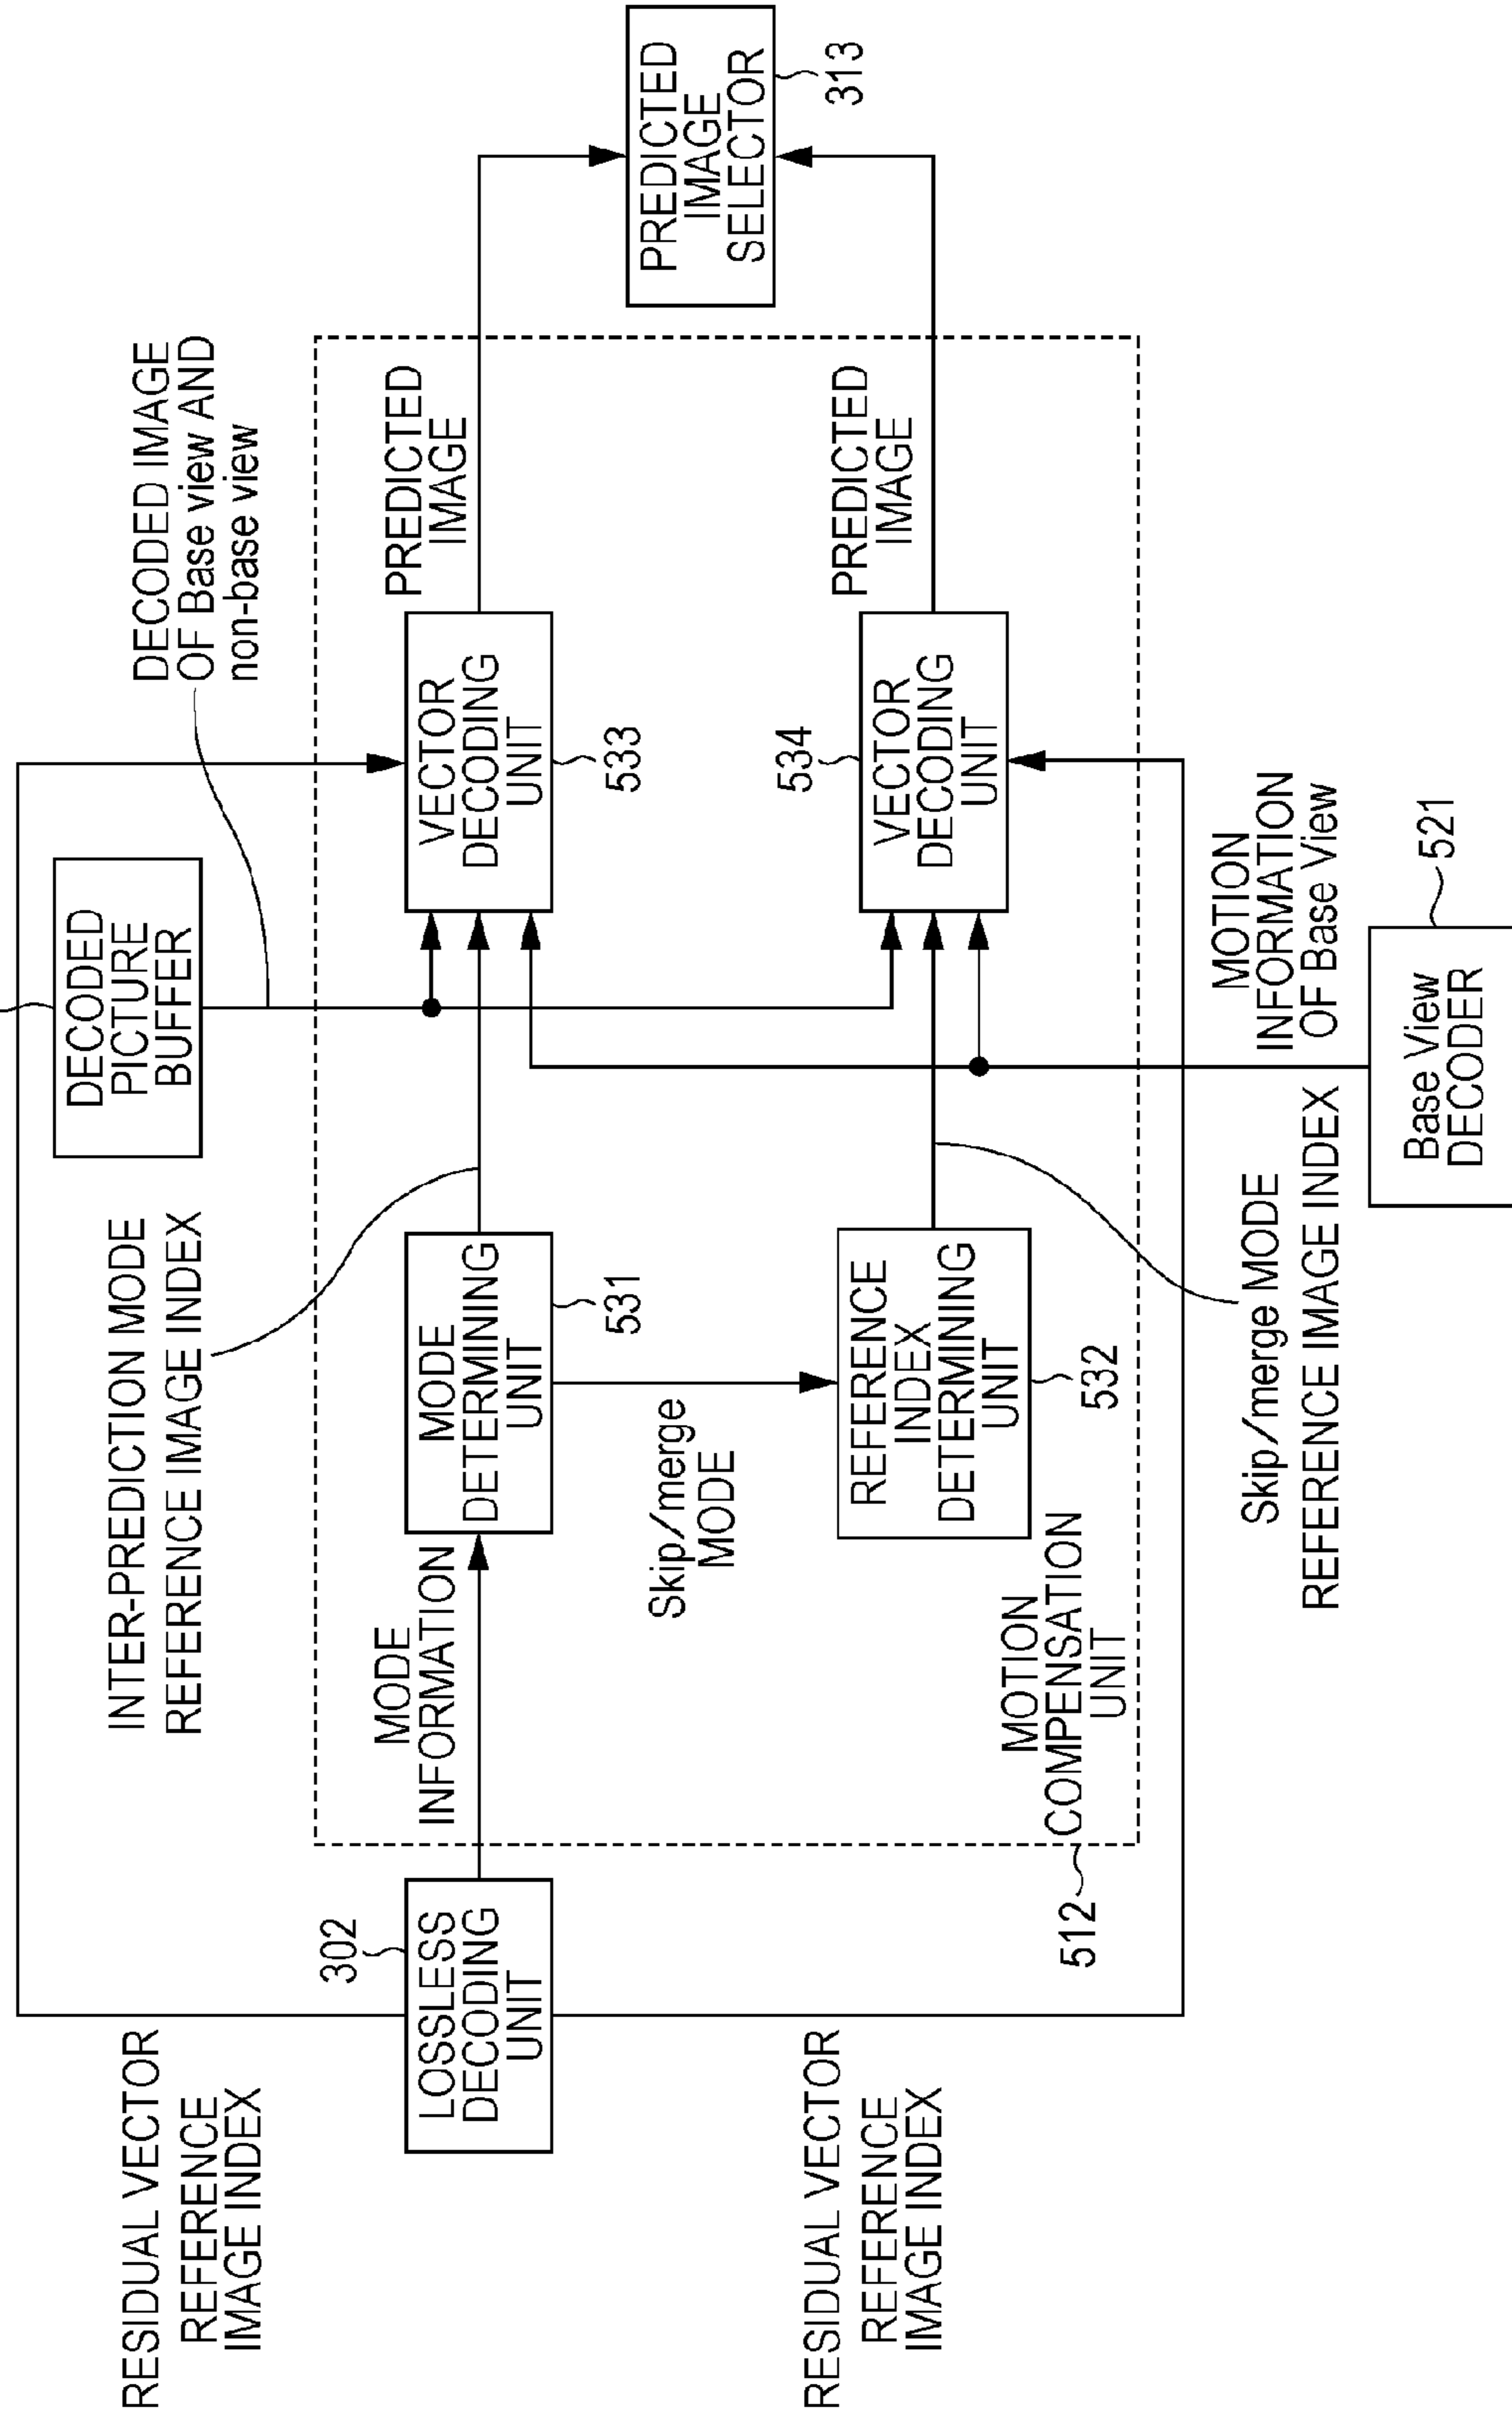 RESIDUAL VECTOR
REFERENCE
IMAGE INDEX
INTER-PREDICTION MODE
REFERENCE IMAGE INDEX
DECODED
PICTURE
BUFFER
DECODED IMAGE
OF Base view AND
non-base view
302
LOSSLESS
DECODING
UNIT
MODE
INFORMATION
MODE
DETERMINING
UNIT
531
VECTOR
DECODING
UNIT
533
PREDICTED
IMAGE
PREDICTED
IMAGE
SELECTOR
313
Skip/merge
MODE
REFERENCE
INDEX
DETERMINING
UNIT
532
534
VECTOR
DECODING
UNIT
PREDICTED
IMAGE
RESIDUAL VECTOR
REFERENCE
IMAGE INDEX
MOTION
COMPENSATION
UNIT
512
Skip/merge MODE
REFERENCE IMAGE INDEX
MOTION
INFORMATION
OF Base View
Base View
DECODER
521